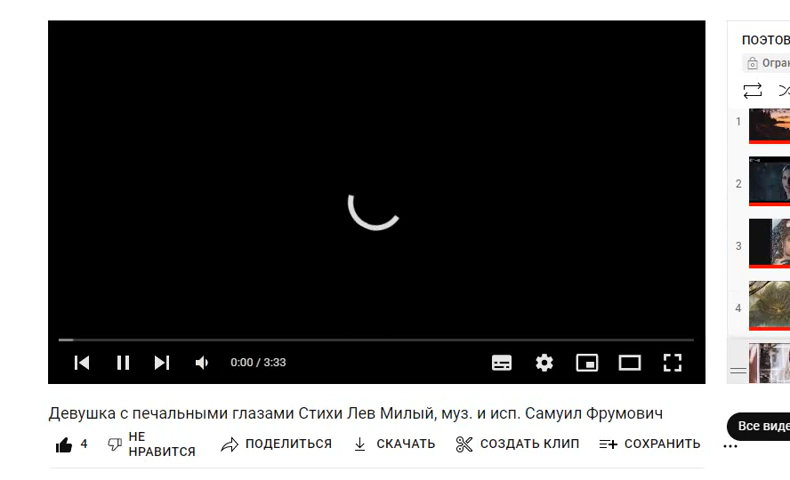 ПОЭТОВ
Огран
1
2
3
4
0:00 / 3:33
Девушка с печальными глазами Стихи Лев Милый, муз. и исп. Самуил Фрумович
4
НЕ
НРАВИТСЯ
ПОДЕЛИТЬСЯ
СКАЧАТЬ
СОЗДАТЬ КЛИП
СОХРАНИТЬ
...
Все виде